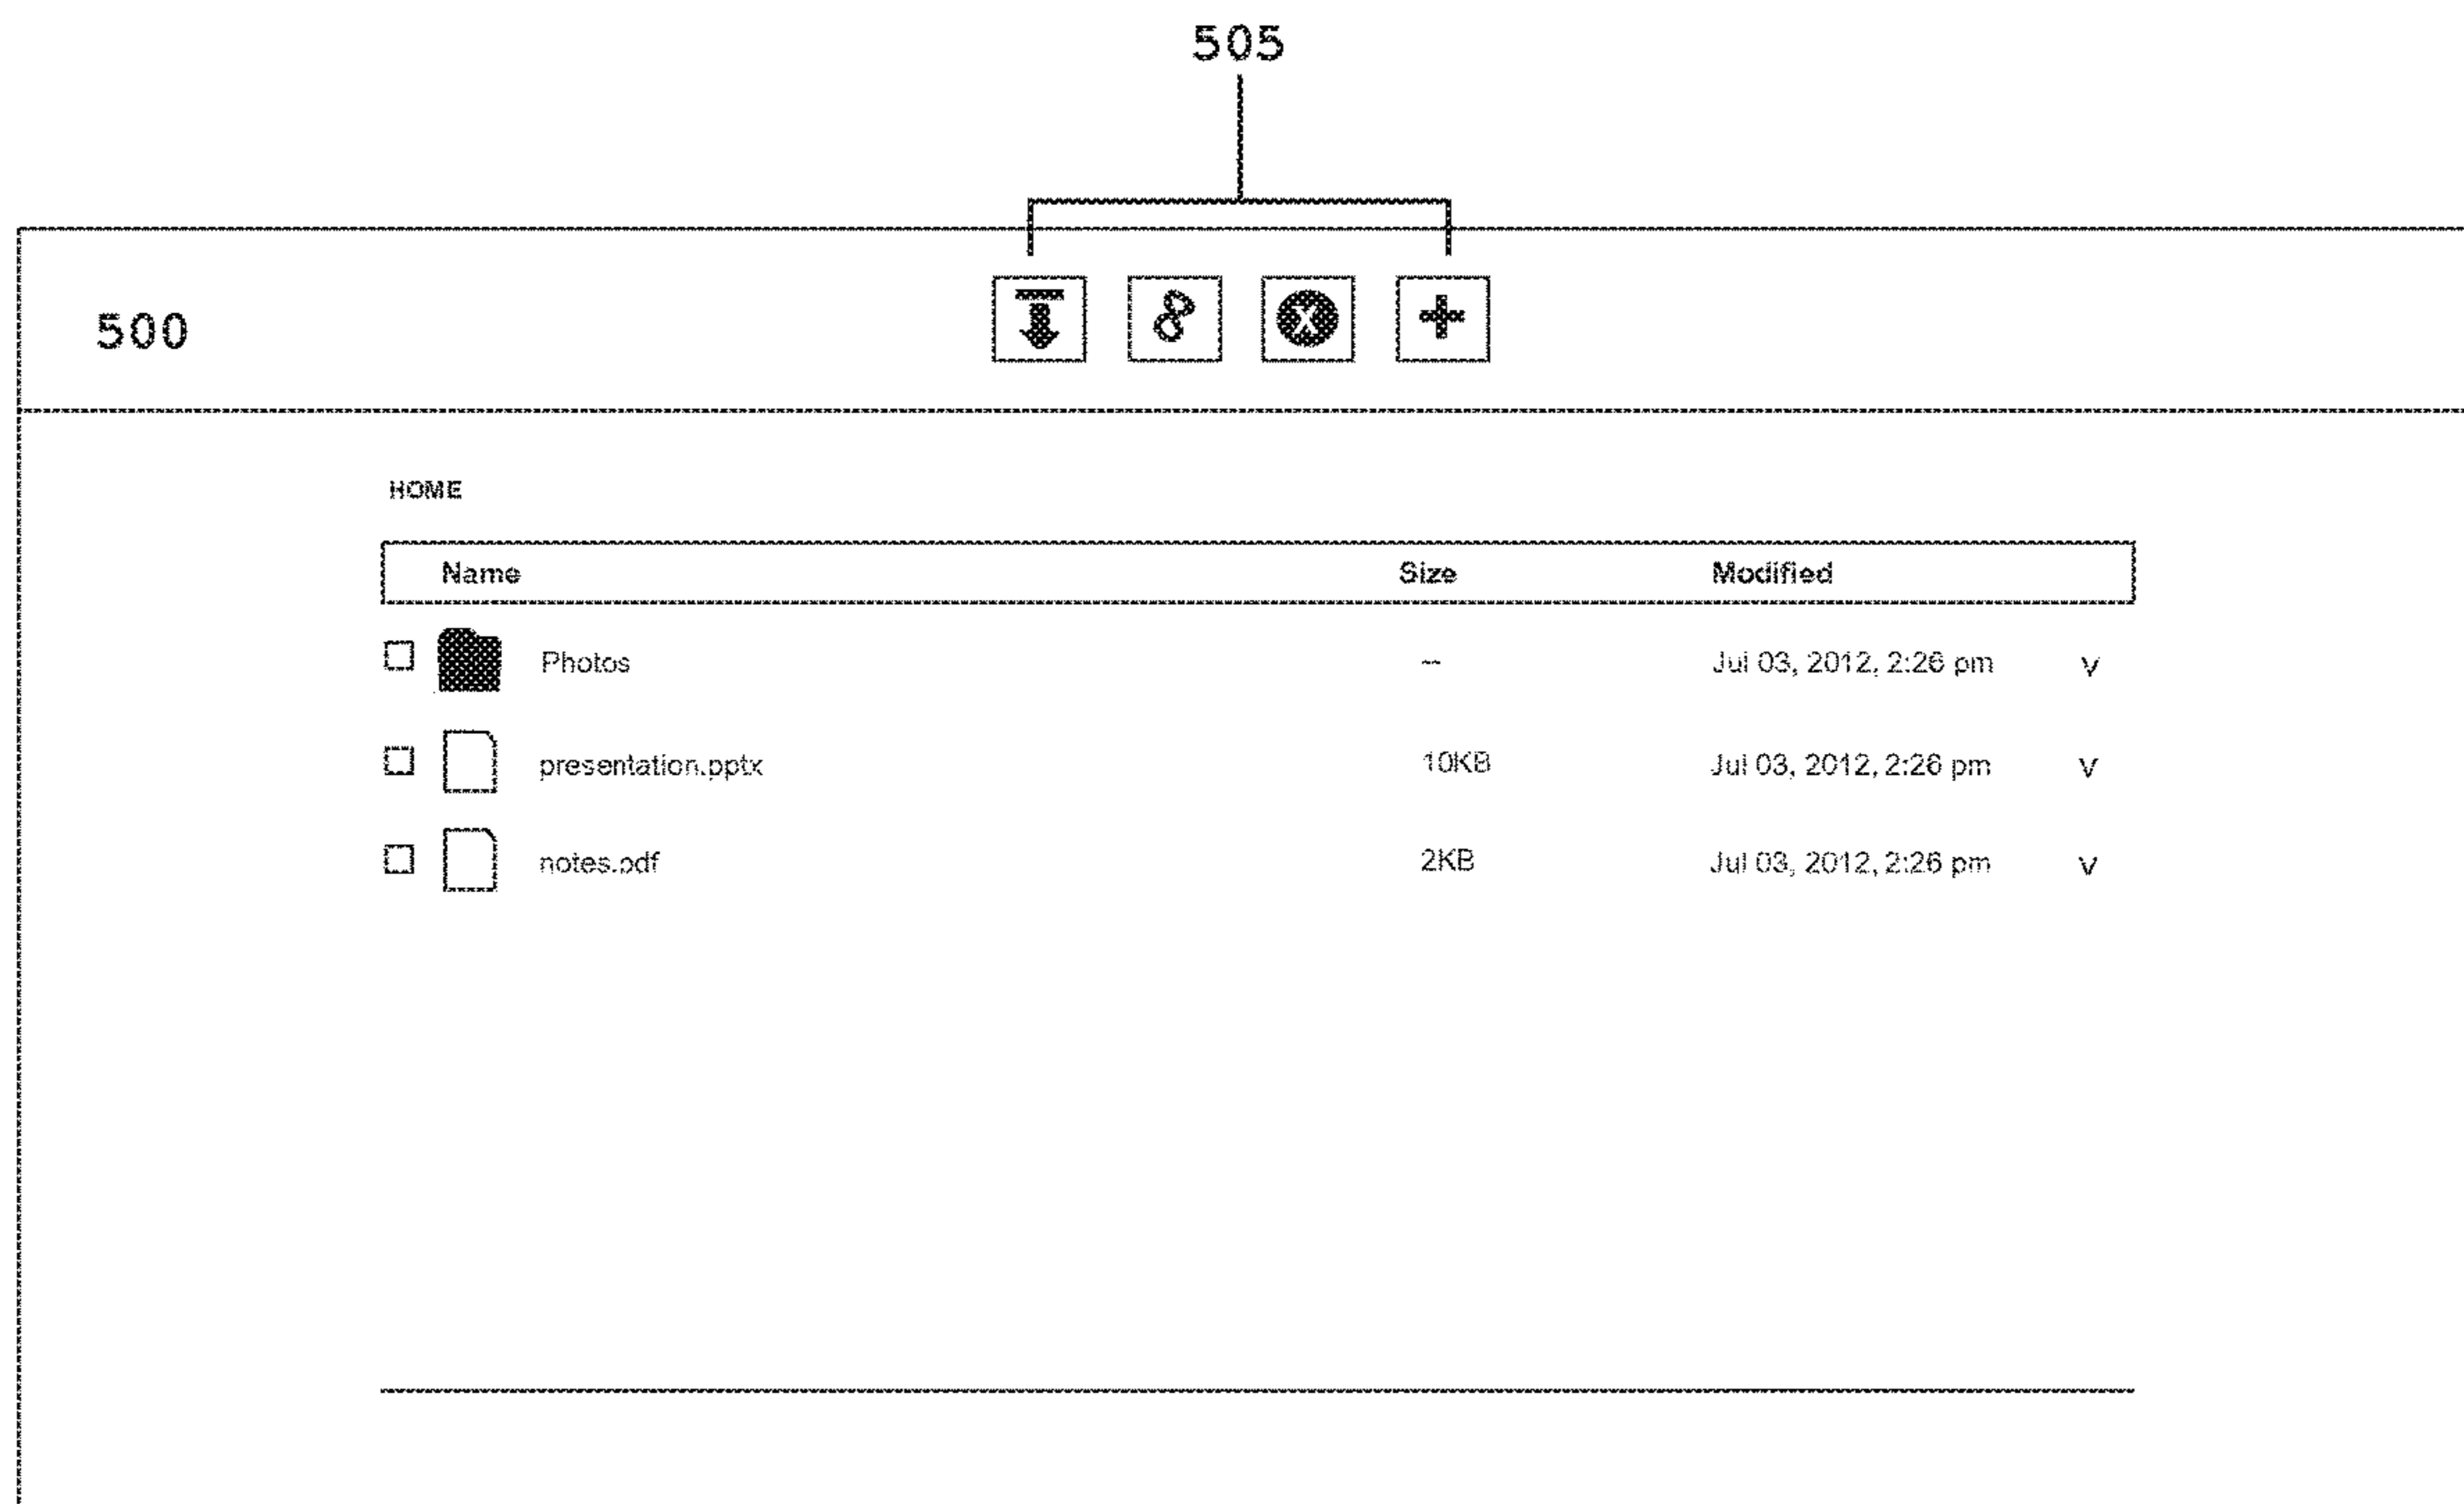 505
500
HOME
Name Size Modified
Photos -- Jul 03, 2012, 2:26 pm v
presentation.pptx 10KB Jul 03, 2012, 2:26 pm v
notes.pdf 2KB Jul 03, 2012, 2:26 pm v